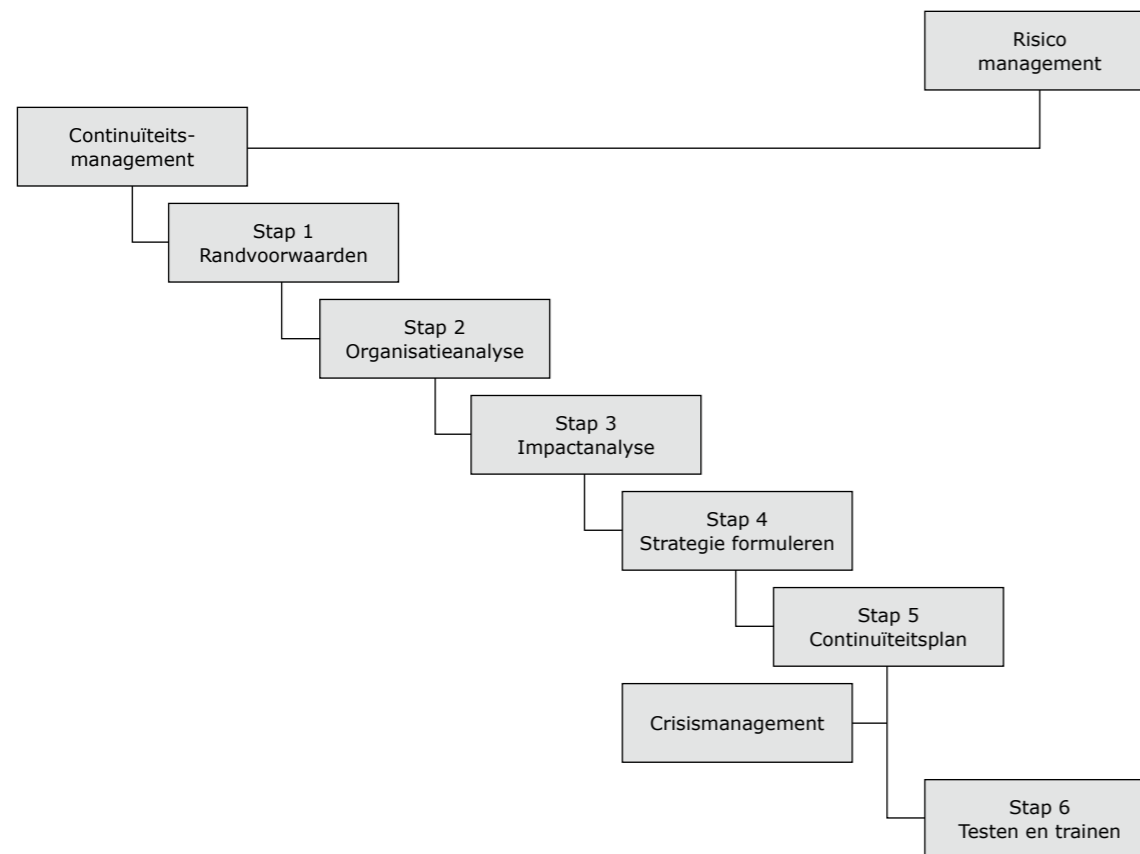 Risico
management
Continuïteits-
management
Stap 1
Randvoorwaarden
Stap 2
Organisatieanalyse
Stap 3
Impactanalyse
Stap 4
Strategie formuleren
Stap 5
Continuïteitsplan
Crisismanagement
Stap 6
Testen en trainen